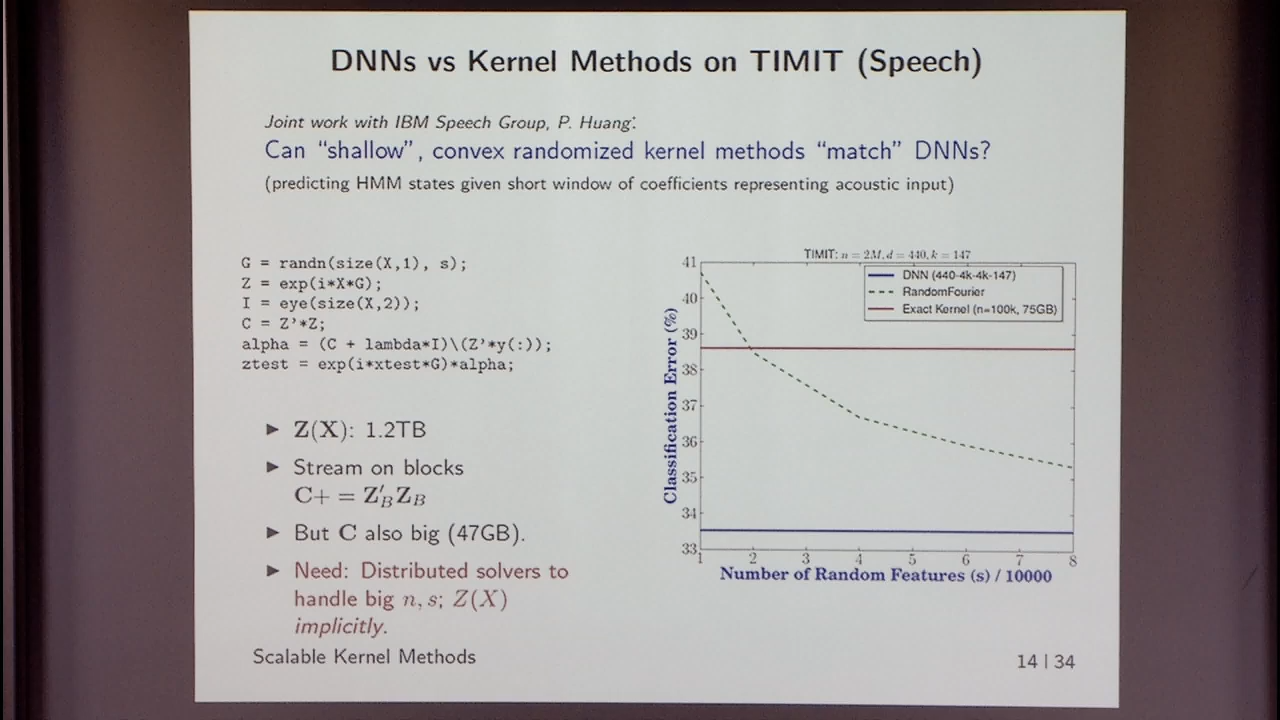 DNNs vs Kernel Methods on TIMIT (Speech)
Joint work with IBM Speech Group, P. Huang:
Can “shallow”, convex randomized kernel methods “match” DNNs?
(predicting HMM states given short window of coefficients representing acoustic input)
G = randn(size(X,1), s);
Z = exp(i*X*G);
I = eye(size(X,2));
C = Z'*Z;
alpha = (C + lambda*I)\(Z'*y(:));
ztest = exp(i*xtest*G)*alpha;
► Z(X): 1.2TB
► Stream on blocks
C+ = Z′_B Z_B
► But C also big (47GB).
► Need: Distributed solvers to
handle big n, s; Z(X)
implicitly.
TIMIT: n = 2M, d = 440, k = 147
DNN (440-4k-4k-147)
RandomFourier
Exact Kernel (n=100k, 75GB)
Classification Error (%)
41
40
39
38
37
36
35
34
33
1 2 3 4 5 6 7 8
Number of Random Features (s) / 10000
Scalable Kernel Methods
14 | 34